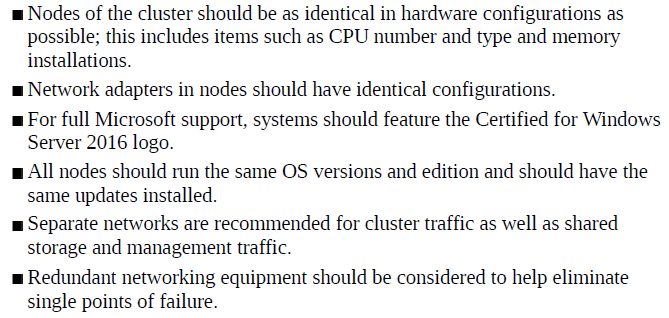 ■ Nodes of the cluster should be as identical in hardware configurations as
possible; this includes items such as CPU number and type and memory
installations.
■ Network adapters in nodes should have identical configurations.
■ For full Microsoft support, systems should feature the Certified for Windows
Server 2016 logo.
■ All nodes should run the same OS versions and edition and should have the
same updates installed.
■ Separate networks are recommended for cluster traffic as well as shared
storage and management traffic.
■ Redundant networking equipment should be considered to help eliminate
single points of failure.